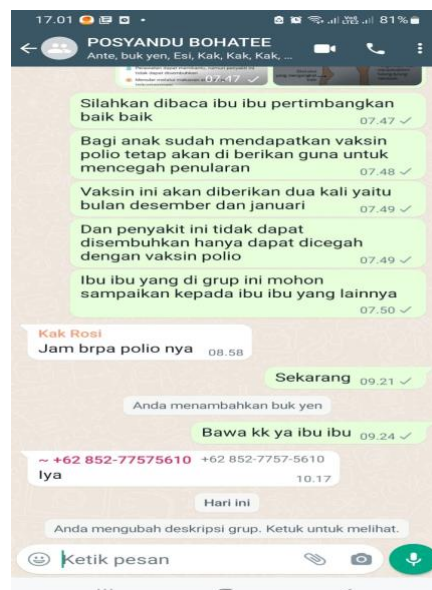 17.01
81%
POSYANDU BOHATEE
Ante, buk yen, Esi, Kak, Kak, Kak, ...
07.47
Silahkan dibaca ibu ibu pertimbangkan
baik baik
07.47
Bagi anak sudah mendapatkan vaksin
polio tetap akan di berikan guna untuk
mencegah penularan
07.48
Vaksin ini akan diberikan dua kali yaitu
bulan desember dan januari
07.49
Dan penyakit ini tidak dapat
disembuhkan hanya dapat dicegah
dengan vaksin polio
07.49
Ibu ibu yang di grup ini mohon
sampaikan kepada ibu ibu yang lainnya
07.50
Kak Rosi
Jam brpa polio nya 08.58
Sekarang 09.21
Anda menambahkan buk yen
Bawa kk ya ibu ibu 09.24
~ +62 852-77575610 +62 852-7757-5610
Iya
10.17
Hari ini
Anda mengubah deskripsi grup. Ketuk untuk melihat.
Ketik pesan